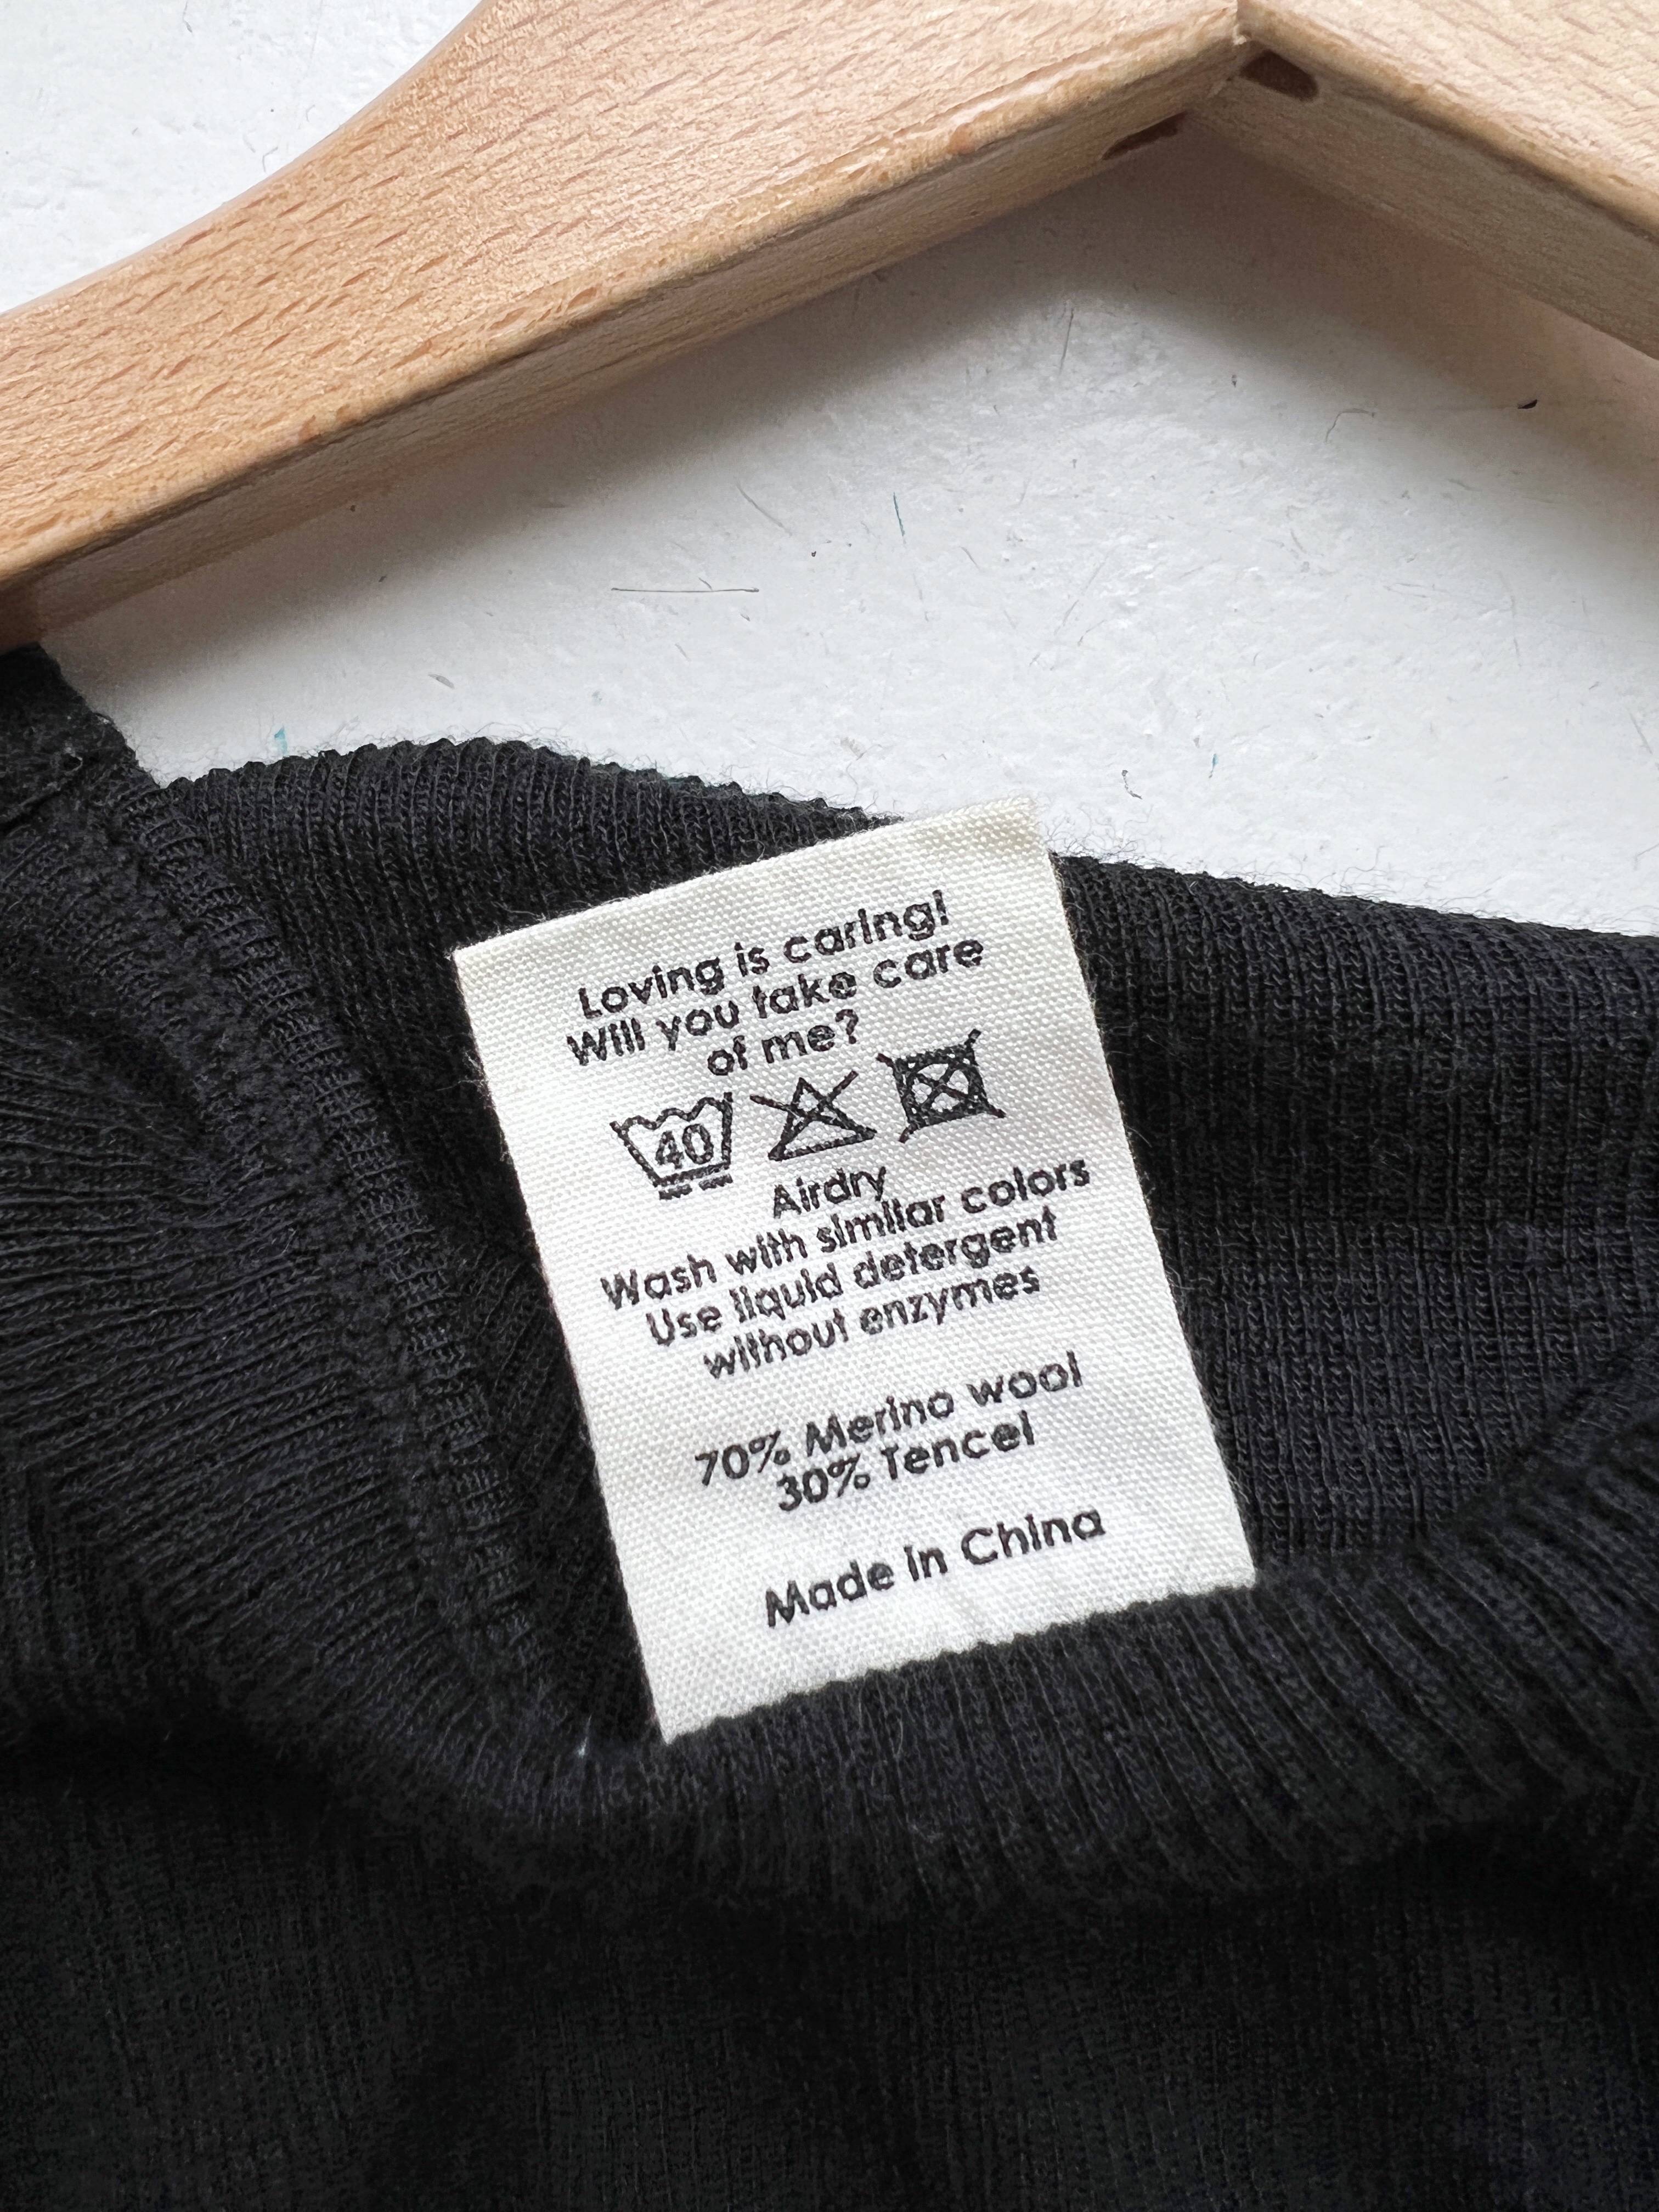 Loving is caring!
Will you take care
of me?
40
Airdry
Wash with similar colors
Use liquid detergent
without enzymes
70% Merino wool
30% Tencel
Made in China